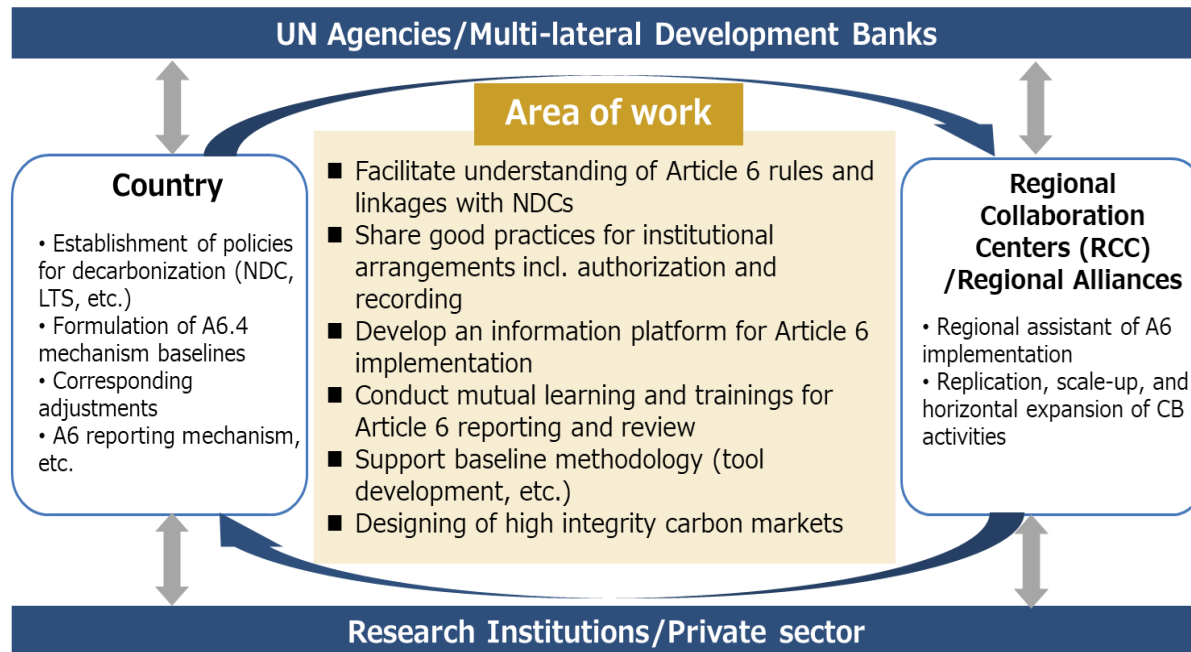 UN Agencies/Multi-lateral Development Banks
Country
• Establishment of policies
for decarbonization (NDC,
LTS, etc.)
• Formulation of A6.4
mechanism baselines
• Corresponding
adjustments
• A6 reporting mechanism,
etc.
Area of work
■ Facilitate understanding of Article 6 rules and
linkages with NDCs
■ Share good practices for institutional
arrangements incl. authorization and
recording
■ Develop an information platform for Article 6
implementation
■ Conduct mutual learning and trainings for
Article 6 reporting and review
■ Support baseline methodology (tool
development, etc.)
■ Designing of high integrity carbon markets
Regional
Collaboration
Centers (RCC)
/Regional Alliances
• Regional assistant of A6
implementation
• Replication, scale-up, and
horizontal expansion of CB
activities
Research Institutions/Private sector